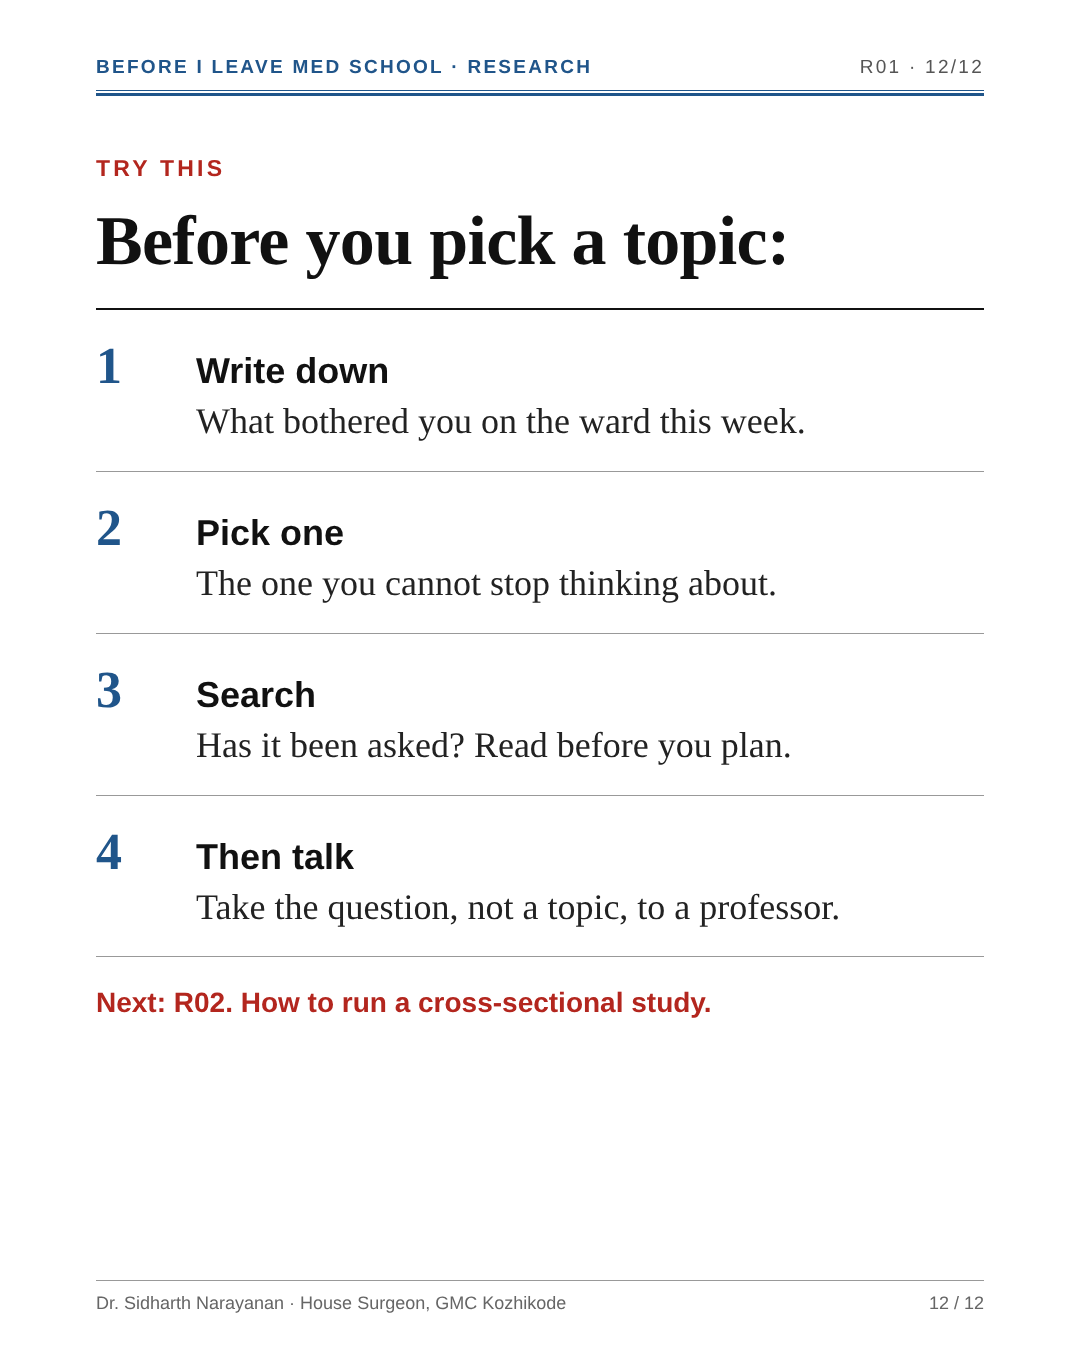 BEFORE I LEAVE MED SCHOOL · RESEARCH
R01 · 12/12
TRY THIS
Before you pick a topic:
1
Write down
What bothered you on the ward this week.
2
Pick one
The one you cannot stop thinking about.
3
Search
Has it been asked? Read before you plan.
4
Then talk
Take the question, not a topic, to a professor.
Next: R02. How to run a cross-sectional study.
Dr. Sidharth Narayanan · House Surgeon, GMC Kozhikode
12 / 12